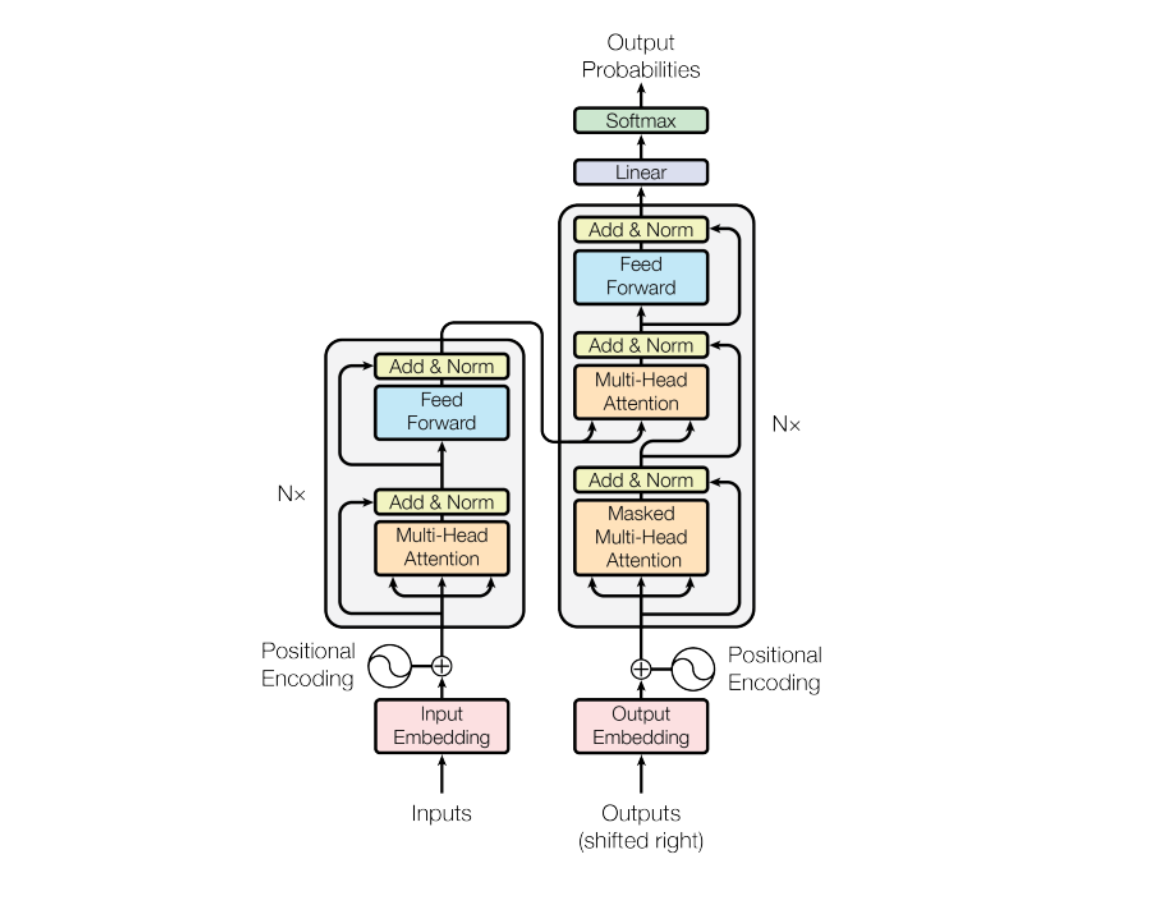 Output
Probabilities
Softmax
Linear
Add & Norm
Feed
Forward
Add & Norm
Multi-Head
Attention
Nx
Add & Norm
Masked
Multi-Head
Attention
Add & Norm
Feed
Forward
Nx
Add & Norm
Multi-Head
Attention
Positional
Encoding
Positional
Encoding
Input
Embedding
Output
Embedding
Inputs
Outputs
(shifted right)